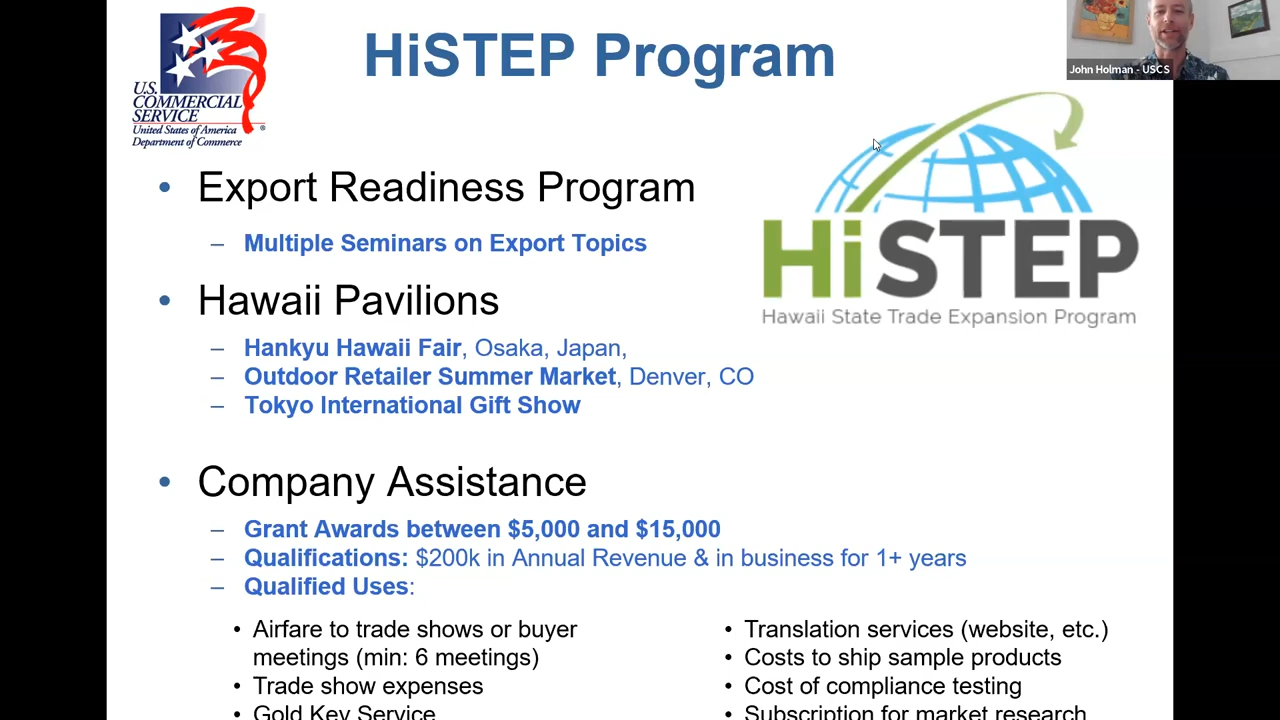 HiSTEP Program
John Holman - USCS
U.S.
COMMERCIAL
SERVICE
United States of America
Department of Commerce
®
• Export Readiness Program
– Multiple Seminars on Export Topics
HiSTEP
Hawaii State Trade Expansion Program
• Hawaii Pavilions
– Hankyu Hawaii Fair, Osaka, Japan,
– Outdoor Retailer Summer Market, Denver, CO
– Tokyo International Gift Show
• Company Assistance
– Grant Awards between $5,000 and $15,000
– Qualifications: $200k in Annual Revenue & in business for 1+ years
– Qualified Uses:
• Airfare to trade shows or buyer
meetings (min: 6 meetings)
• Trade show expenses
Gold Key Service
• Translation services (website, etc.)
• Costs to ship sample products
• Cost of compliance testing
Subscription for market research